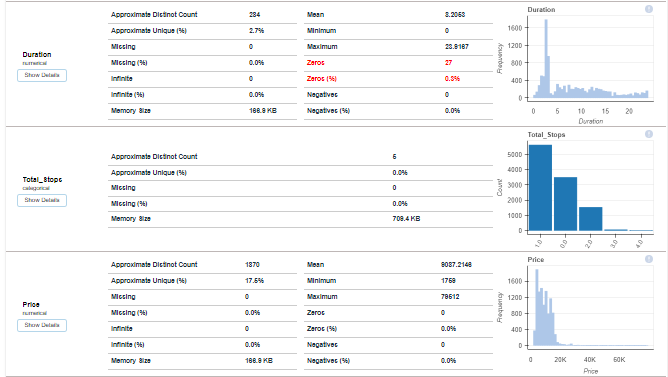 Duration
numerical
Show Details
Approximate Distinct Count 284
Approximate Unique (%) 2.7%
Missing 0
Missing (%) 0.0%
Infinite 0
Infinite (%) 0.0%
Memory Size 166.9 KB
Mean 8.2053
Minimum 0
Maximum 23.9167
Zeros 27
Zeros (%) 0.3%
Negatives 0
Negatives (%) 0.0%
Duration
Frequency
1600
1200
800
400
0
0 5 10 15 20
Duration
Total_Stops
categorical
Show Details
Approximate Distinct Count 5
Approximate Unique (%) 0.0%
Missing 0
Missing (%) 0.0%
Memory Size 709.4 KB
Total_Stops
Count
5000
4000
3000
2000
1000
0
1.0 0.0 2.0 3.0 4.0
Price
numerical
Show Details
Approximate Distinct Count 1870
Approximate Unique (%) 17.5%
Missing 0
Missing (%) 0.0%
Infinite 0
Infinite (%) 0.0%
Memory Size 166.9 KB
Mean 9087.2146
Minimum 1759
Maximum 79512
Zeros 0
Zeros (%) 0.0%
Negatives 0
Negatives (%) 0.0%
Price
Frequency
1600
1200
800
400
0
0 20K 40K 60K
Price